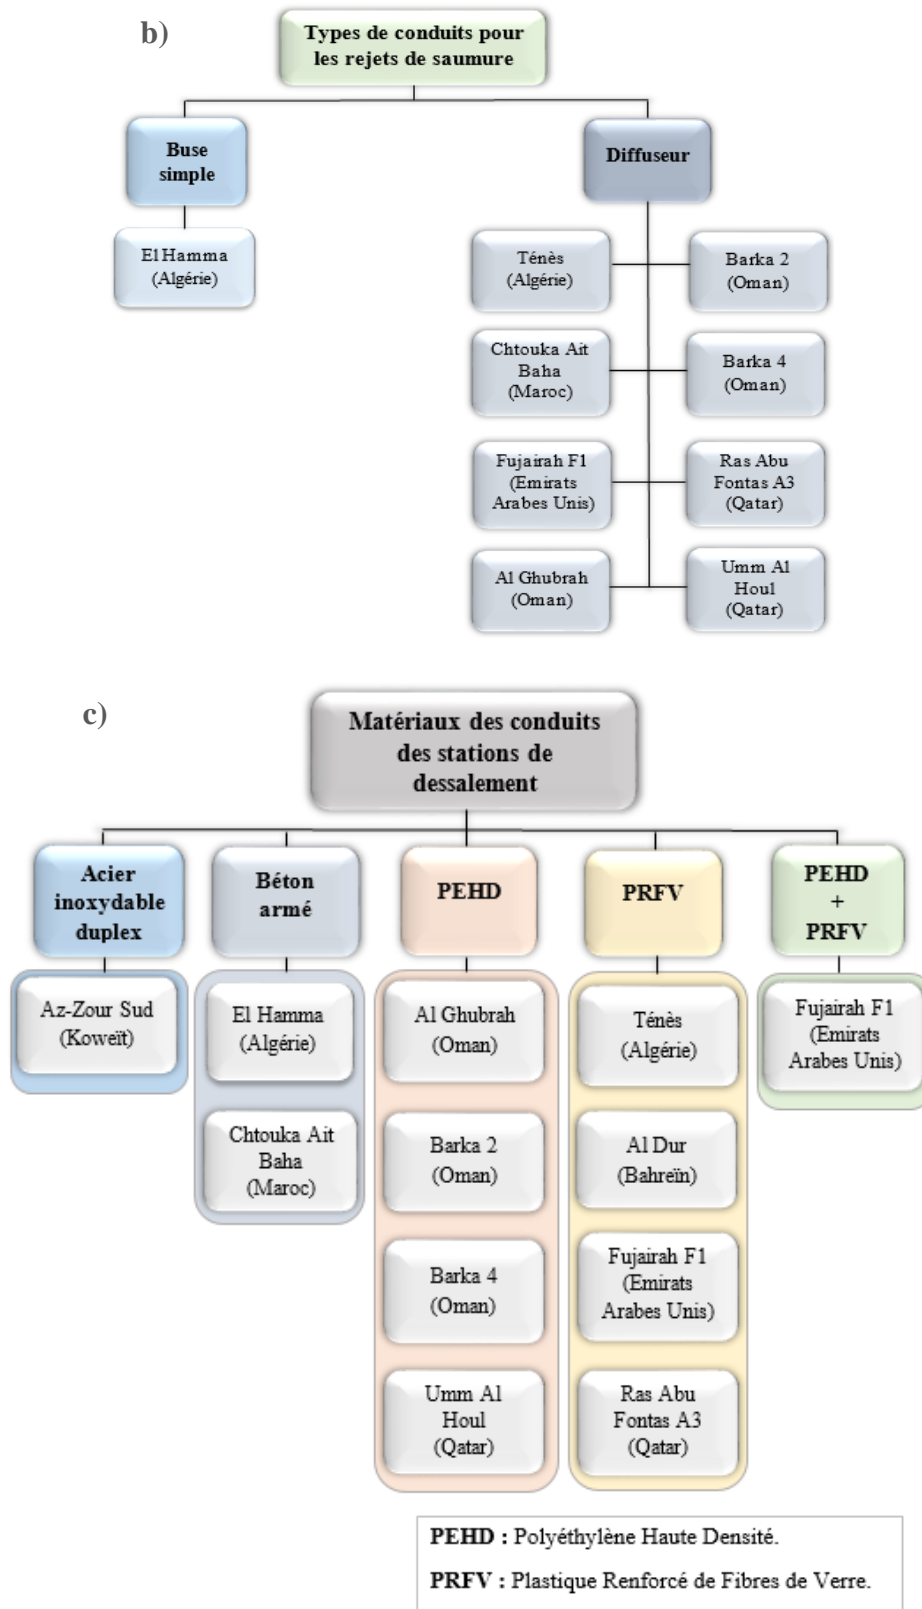 b)
Types de conduits pour
les rejets de saumure
Buse
simple
Diffuseur
El Hamma
(Algérie)
Ténès
(Algérie)
Barka 2
(Oman)
Chtouka Ait
Baha
(Maroc)
Barka 4
(Oman)
Fujairah F1
(Emirats
Arabes Unis)
Ras Abu
Fontas A3
(Qatar)
Al Ghubrah
(Oman)
Umm Al
Houl
(Qatar)
c)
Matériaux des conduits
des stations de
dessalement
Acier
inoxydable
duplex
Béton
armé
PEHD
PRFV
PEHD
+
PRFV
Az-Zour Sud
(Koweït)
El Hamma
(Algérie)
Chtouka Ait
Baha
(Maroc)
Al Ghubrah
(Oman)
Barka 2
(Oman)
Barka 4
(Oman)
Umm Al
Houl
(Qatar)
Ténès
(Algérie)
Al Dur
(Bahreïn)
Fujairah F1
(Emirats
Arabes Unis)
Ras Abu
Fontas A3
(Qatar)
Fujairah F1
(Emirats
Arabes Unis)
PEHD : Polyéthylène Haute Densité.
PRFV : Plastique Renforcé de Fibres de Verre.